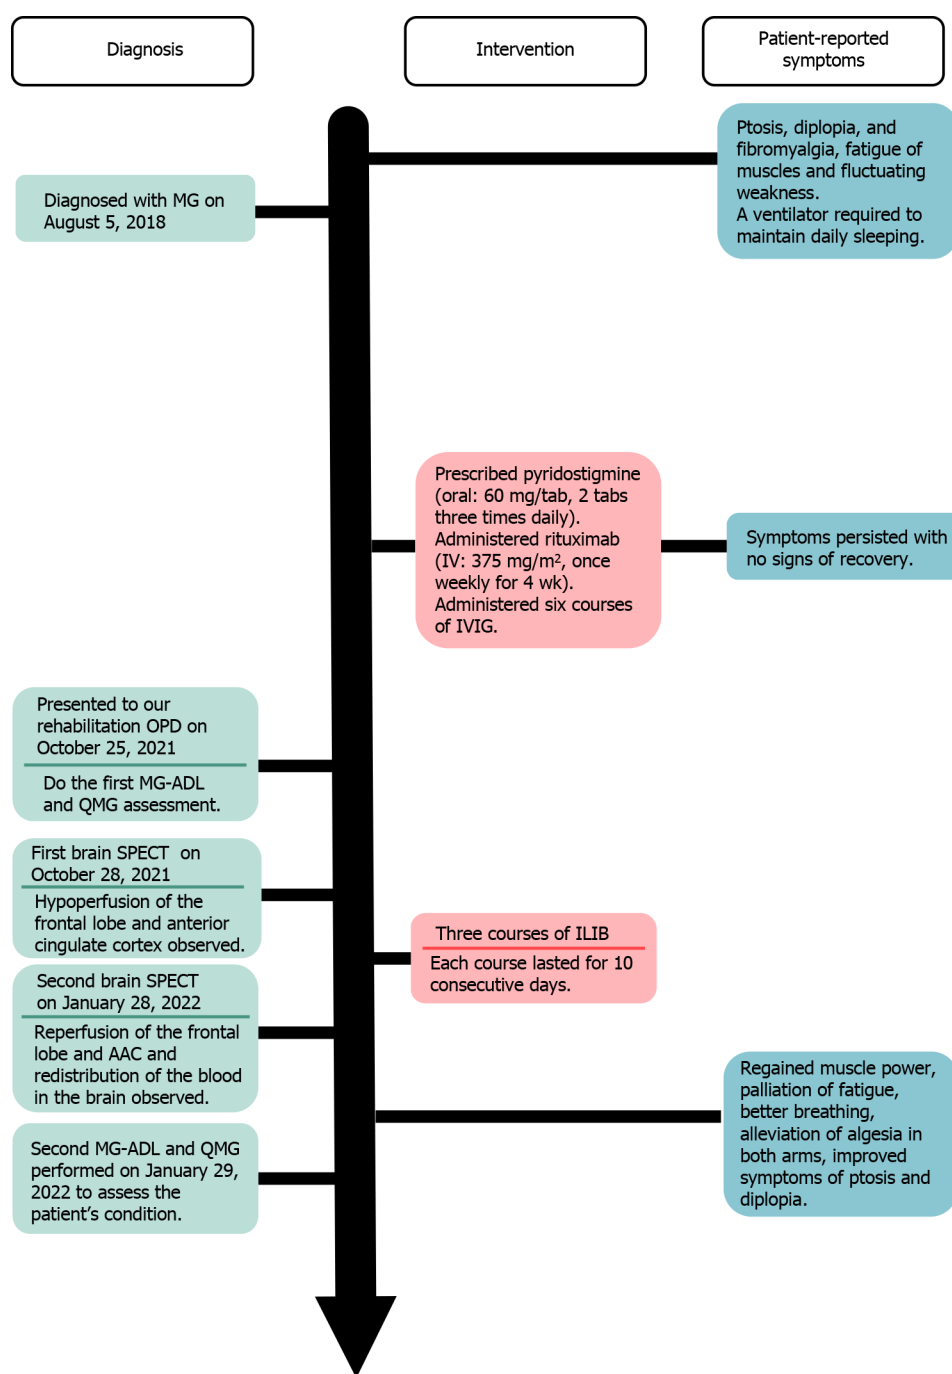 Diagnosis
Intervention
Patient-reported
symptoms
Ptosis, diplopia, and
fibromyalgia, fatigue of
muscles and fluctuating
weakness.
A ventilator required to
maintain daily sleeping.
Diagnosed with MG on
August 5, 2018
Prescribed pyridostigmine
(oral: 60 mg/tab, 2 tabs
three times daily).
Administered rituximab
(IV: 375 mg/m², once
weekly for 4 wk).
Administered six courses
of IVIG.
Symptoms persisted with
no signs of recovery.
Presented to our
rehabilitation OPD on
October 25, 2021
Do the first MG-ADL
and QMG assessment.
First brain SPECT on
October 28, 2021
Hypoperfusion of the
frontal lobe and anterior
cingulate cortex observed.
Three courses of ILIB
Each course lasted for 10
consecutive days.
Second brain SPECT
on January 28, 2022
Reperfusion of the frontal
lobe and AAC and
redistribution of the blood
in the brain observed.
Regained muscle power,
palliation of fatigue,
better breathing,
alleviation of algesia in
both arms, improved
symptoms of ptosis and
diplopia.
Second MG-ADL and QMG
performed on January 29,
2022 to assess the
patient's condition.